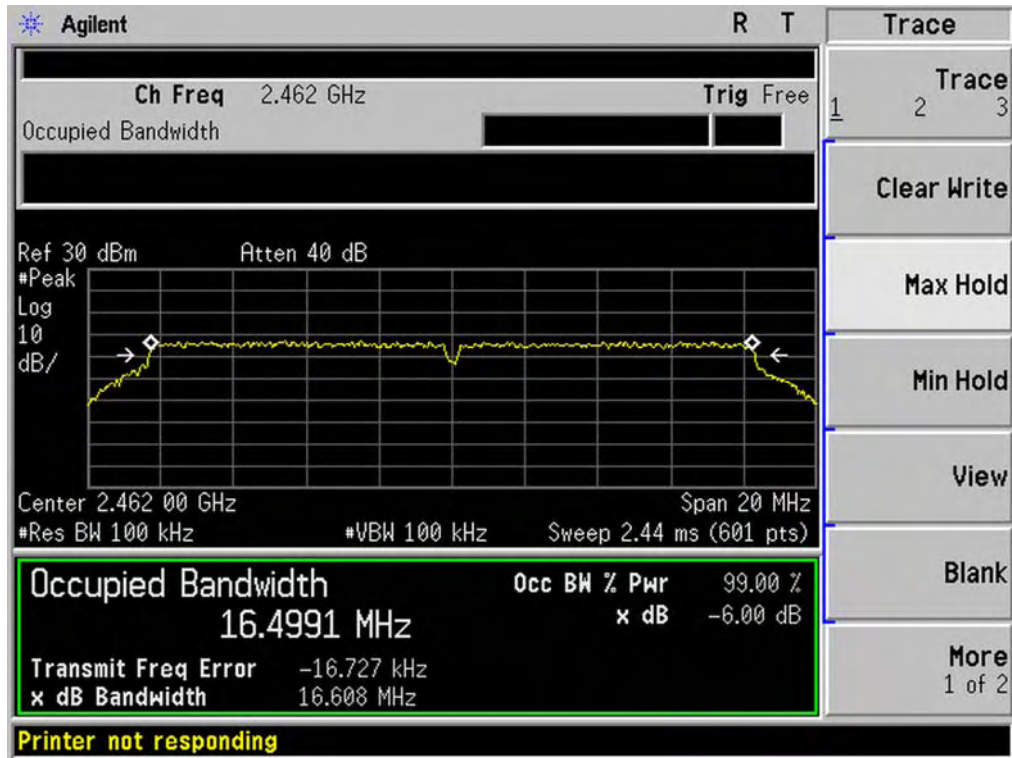 Agilent R T Trace
Ch Freq 2.462 GHz Trig Free
Occupied Bandwidth
Trace
1 2 3
Clear Write
Max Hold
Min Hold
View
Blank
More
1 of 2
Ref 30 dBm Atten 40 dB
#Peak
Log
10
dB/
Center 2.462 00 GHz Span 20 MHz
#Res BW 100 kHz #VBW 100 kHz Sweep 2.44 ms (601 pts)
Occupied Bandwidth Occ BW % Pwr 99.00 %
16.4991 MHz x dB -6.00 dB
Transmit Freq Error -16.727 kHz
x dB Bandwidth 16.608 MHz
Printer not responding